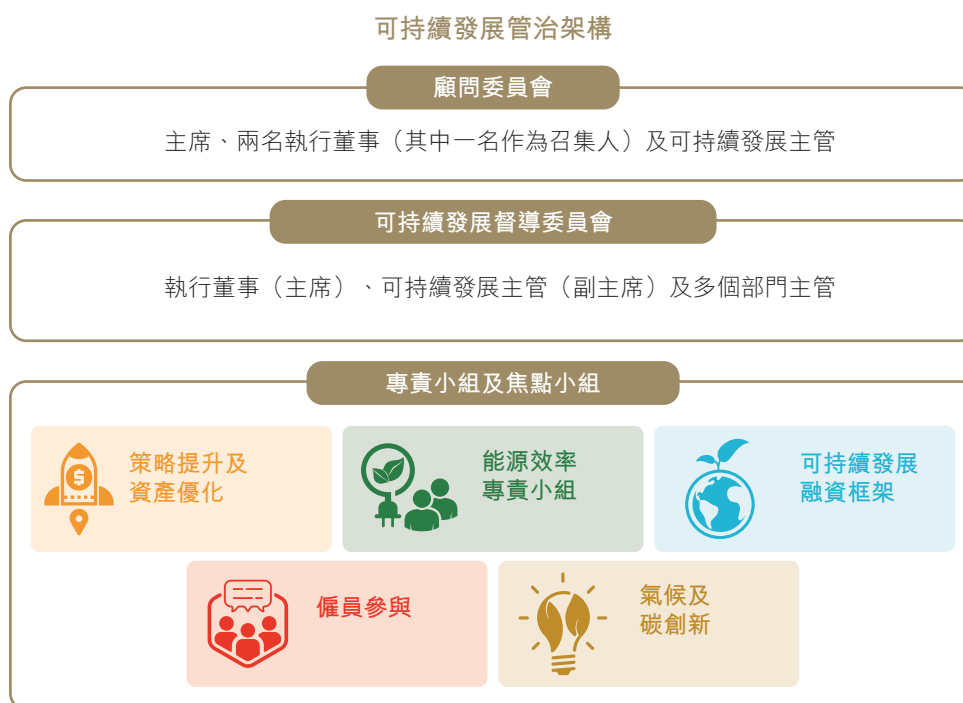 可持續發展管治架構
顧問委員會
主席、兩名執行董事（其中一名作為召集人）及可持續發展主管
可持續發展督導委員會
執行董事（主席）、可持續發展主管（副主席）及多個部門主管
專責小組及焦點小組
策略提升及
資產優化
$
能源效率
專責小組
可持續發展
融資框架
僱員參與
氣候及
碳創新